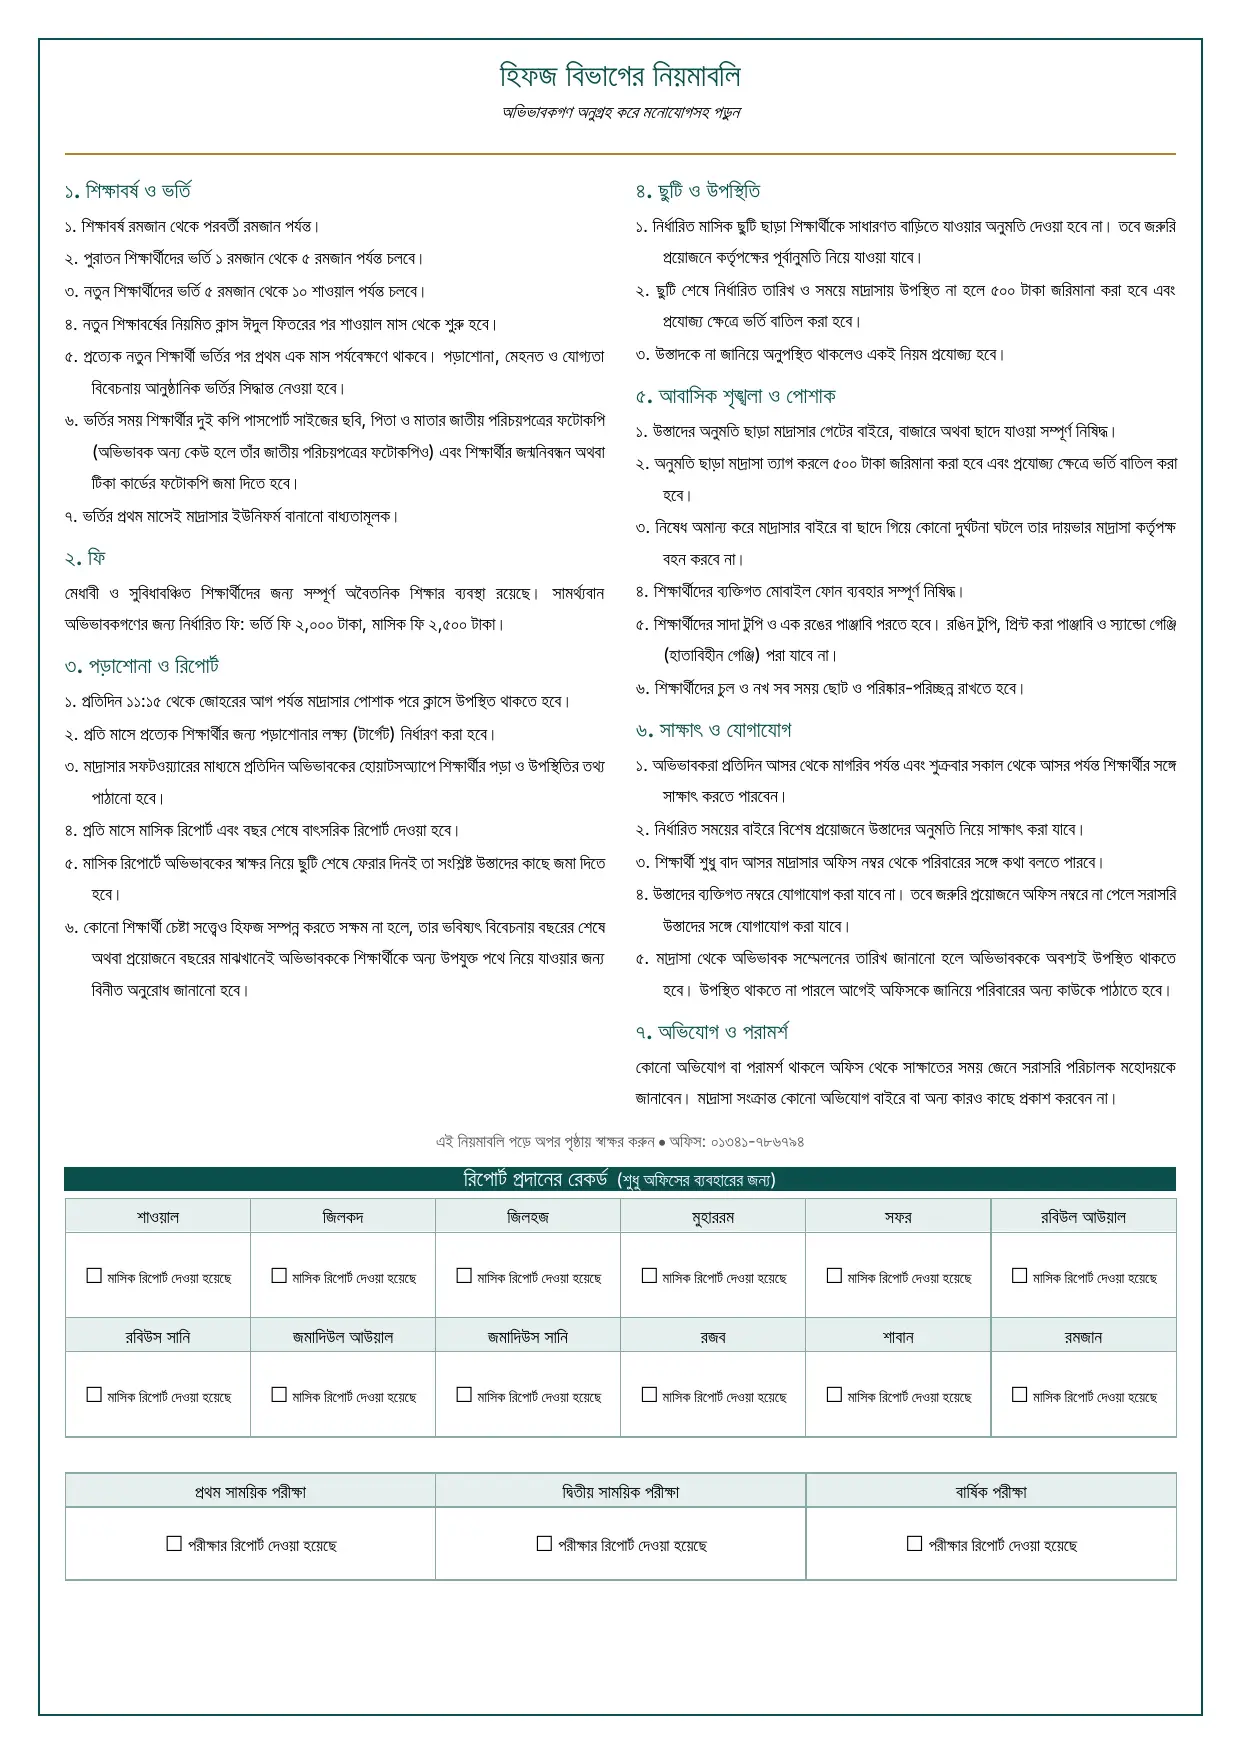 হিফজ বিভাগের নিয়মাবলি
অভিভাবকগণ অনুগ্রহ করে মনোযোগসহ পড়ুন
১. শিক্ষাবর্ষ ও ভর্তি
১. শিক্ষাবর্ষ রমজান থেকে পরবর্তী রমজান পর্যন্ত।
২. পুরাতন শিক্ষার্থীদের ভর্তি ১ রমজান থেকে ৫ রমজান পর্যন্ত চলবে।
৩. নতুন শিক্ষার্থীদের ভর্তি ৫ রমজান থেকে ১০ শাওয়াল পর্যন্ত চলবে।
৪. নতুন শিক্ষাবর্ষের নিয়মিত ক্লাস ঈদুল ফিতরের পর শাওয়াল মাস থেকে শুরু হবে।
৫. প্রত্যেক নতুন শিক্ষার্থী ভর্তির পর প্রথম এক মাস পর্যবেক্ষণে থাকবে। পড়াশোনা, মেহনত ও যোগ্যতা
বিবেচনায় আনুষ্ঠানিক ভর্তির সিদ্ধান্ত নেওয়া হবে।
৬. ভর্তির সময় শিক্ষার্থীর দুই কপি পাসপোর্ট সাইজের ছবি, পিতা ও মাতার জাতীয় পরিচয়পত্রের ফটোকপি
(অভিভাবক অন্য কেউ হলে তাঁর জাতীয় পরিচয়পত্রের ফটোকপিও) এবং শিক্ষার্থীর জন্মনিবন্ধন অথবা
টিকা কার্ডের ফটোকপি জমা দিতে হবে।
৭. ভর্তির প্রথম মাসেই মাদ্রাসার ইউনিফর্ম বানানো বাধ্যতামূলক।
২. ফি
মেধাবী ও সুবিধাবঞ্চিত শিক্ষার্থীদের জন্য সম্পূর্ণ অবৈতনিক শিক্ষার ব্যবস্থা রয়েছে। সামর্থ্যবান
অভিভাবকগণের জন্য নির্ধারিত ফি: ভর্তি ফি ২,০০০ টাকা, মাসিক ফি ২,৫০০ টাকা।
৩. পড়াশোনা ও রিপোর্ট
১. প্রতিদিন ১১:১৫ থেকে জোহরের আগ পর্যন্ত মাদ্রাসার পোশাক পরে ক্লাসে উপস্থিত থাকতে হবে।
২. প্রতি মাসে প্রত্যেক শিক্ষার্থীর জন্য পড়াশোনার লক্ষ্য (টার্গেট) নির্ধারণ করা হবে।
৩. মাদ্রাসার সফটওয়্যারের মাধ্যমে প্রতিদিন অভিভাবকের হোয়াটসঅ্যাপে শিক্ষার্থীর পড়া ও উপস্থিতির তথ্য
পাঠানো হবে।
৪. প্রতি মাসে মাসিক রিপোর্ট এবং বছর শেষে বাৎসরিক রিপোর্ট দেওয়া হবে।
৫. মাসিক রিপোর্টে অভিভাবকের স্বাক্ষর নিয়ে ছুটি শেষে ফেরার দিনই তা সংশ্লিষ্ট উস্তাদের কাছে জমা দিতে
হবে।
৬. কোনো শিক্ষার্থী চেষ্টা সত্ত্বেও হিফজ সম্পন্ন করতে সক্ষম না হলে, তার ভবিষ্যৎ বিবেচনায় বছরের শেষে
অথবা প্রয়োজনে বছরের মাঝখানেই অভিভাবককে শিক্ষার্থীকে অন্য উপযুক্ত পথে নিয়ে যাওয়ার জন্য
বিনীত অনুরোধ জানানো হবে।
৪. ছুটি ও উপস্থিতি
১. নির্ধারিত মাসিক ছুটি ছাড়া শিক্ষার্থীকে সাধারণত বাড়িতে যাওয়ার অনুমতি দেওয়া হবে না। তবে জরুরি
প্রয়োজনে কর্তৃপক্ষের পূর্বানুমতি নিয়ে যাওয়া যাবে।
২. ছুটি শেষে নির্ধারিত তারিখ ও সময়ে মাদ্রাসায় উপস্থিত না হলে ৫০০ টাকা জরিমানা করা হবে এবং
প্রযোজ্য ক্ষেত্রে ভর্তি বাতিল করা হবে।
৩. উস্তাদকে না জানিয়ে অনুপস্থিত থাকলেও একই নিয়ম প্রযোজ্য হবে।
৫. আবাসিক শৃঙ্খলা ও পোশাক
১. উস্তাদের অনুমতি ছাড়া মাদ্রাসার গেটের বাইরে, বাজারে অথবা ছাদে যাওয়া সম্পূর্ণ নিষিদ্ধ।
২. অনুমতি ছাড়া মাদ্রাসা ত্যাগ করলে ৫০০ টাকা জরিমানা করা হবে এবং প্রযোজ্য ক্ষেত্রে ভর্তি বাতিল করা
হবে।
৩. নিষেধ অমান্য করে মাদ্রাসার বাইরে বা ছাদে গিয়ে কোনো দুর্ঘটনা ঘটলে তার দায়ভার মাদ্রাসা কর্তৃপক্ষ
বহন করবে না।
৪. শিক্ষার্থীদের ব্যক্তিগত মোবাইল ফোন ব্যবহার সম্পূর্ণ নিষিদ্ধ।
৫. শিক্ষার্থীদের সাদা টুপি ও এক রঙের পাঞ্জাবি পরতে হবে। রঙিন টুপি, প্রিন্ট করা পাঞ্জাবি ও স্যান্ডো গেঞ্জি
(হাতাবিহীন গেঞ্জি) পরা যাবে না।
৬. শিক্ষার্থীদের চুল ও নখ সব সময় ছোট ও পরিষ্কার-পরিচ্ছন্ন রাখতে হবে।
৬. সাক্ষাৎ ও যোগাযোগ
১. অভিভাবকরা প্রতিদিন আসর থেকে মাগরিব পর্যন্ত এবং শুক্রবার সকাল থেকে আসর পর্যন্ত শিক্ষার্থীর সঙ্গে
সাক্ষাৎ করতে পারবেন।
২. নির্ধারিত সময়ের বাইরে বিশেষ প্রয়োজনে উস্তাদের অনুমতি নিয়ে সাক্ষাৎ করা যাবে।
৩. শিক্ষার্থী শুধু বাদ আসর মাদ্রাসার অফিস নম্বর থেকে পরিবারের সঙ্গে কথা বলতে পারবে।
৪. উস্তাদের ব্যক্তিগত নম্বরে যোগাযোগ করা যাবে না। তবে জরুরি প্রয়োজনে অফিস নম্বরে না পেলে সরাসরি
উস্তাদের সঙ্গে যোগাযোগ করা যাবে।
৫. মাদ্রাসা থেকে অভিভাবক সম্মেলনের তারিখ জানানো হলে অভিভাবককে অবশ্যই উপস্থিত থাকতে
হবে। উপস্থিত থাকতে না পারলে আগেই অফিসকে জানিয়ে পরিবারের অন্য কাউকে পাঠাতে হবে।
৭. অভিযোগ ও পরামর্শ
কোনো অভিযোগ বা পরামর্শ থাকলে অফিস থেকে সাক্ষাতের সময় জেনে সরাসরি পরিচালক মহোদয়কে
জানাবেন। মাদ্রাসা সংক্রান্ত কোনো অভিযোগ বাইরে বা অন্য কারও কাছে প্রকাশ করবেন না।
এই নিয়মাবলি পড়ে অপর পৃষ্ঠায় স্বাক্ষর করুন • অফিস: ০১৩৪১-৭৮৬৭৯৪
রিপোর্ট প্রদানের রেকর্ড (শুধু অফিসের ব্যবহারের জন্য)
শাওয়াল জিলকদ জিলহজ মুহাররম সফর রবিউল আউয়াল
☐ মাসিক রিপোর্ট দেওয়া হয়েছে ☐ মাসিক রিপোর্ট দেওয়া হয়েছে ☐ মাসিক রিপোর্ট দেওয়া হয়েছে ☐ মাসিক রিপোর্ট দেওয়া হয়েছে ☐ মাসিক রিপোর্ট দেওয়া হয়েছে ☐ মাসিক রিপোর্ট দেওয়া হয়েছে
রবিউস সানি জমাদিউল আউয়াল জমাদিউস সানি রজব শাবান রমজান
☐ মাসিক রিপোর্ট দেওয়া হয়েছে ☐ মাসিক রিপোর্ট দেওয়া হয়েছে ☐ মাসিক রিপোর্ট দেওয়া হয়েছে ☐ মাসিক রিপোর্ট দেওয়া হয়েছে ☐ মাসিক রিপোর্ট দেওয়া হয়েছে ☐ মাসিক রিপোর্ট দেওয়া হয়েছে
প্রথম সাময়িক পরীক্ষা দ্বিতীয় সাময়িক পরীক্ষা বার্ষিক পরীক্ষা
☐ পরীক্ষার রিপোর্ট দেওয়া হয়েছে ☐ পরীক্ষার রিপোর্ট দেওয়া হয়েছে ☐ পরীক্ষার রিপোর্ট দেওয়া হয়েছে